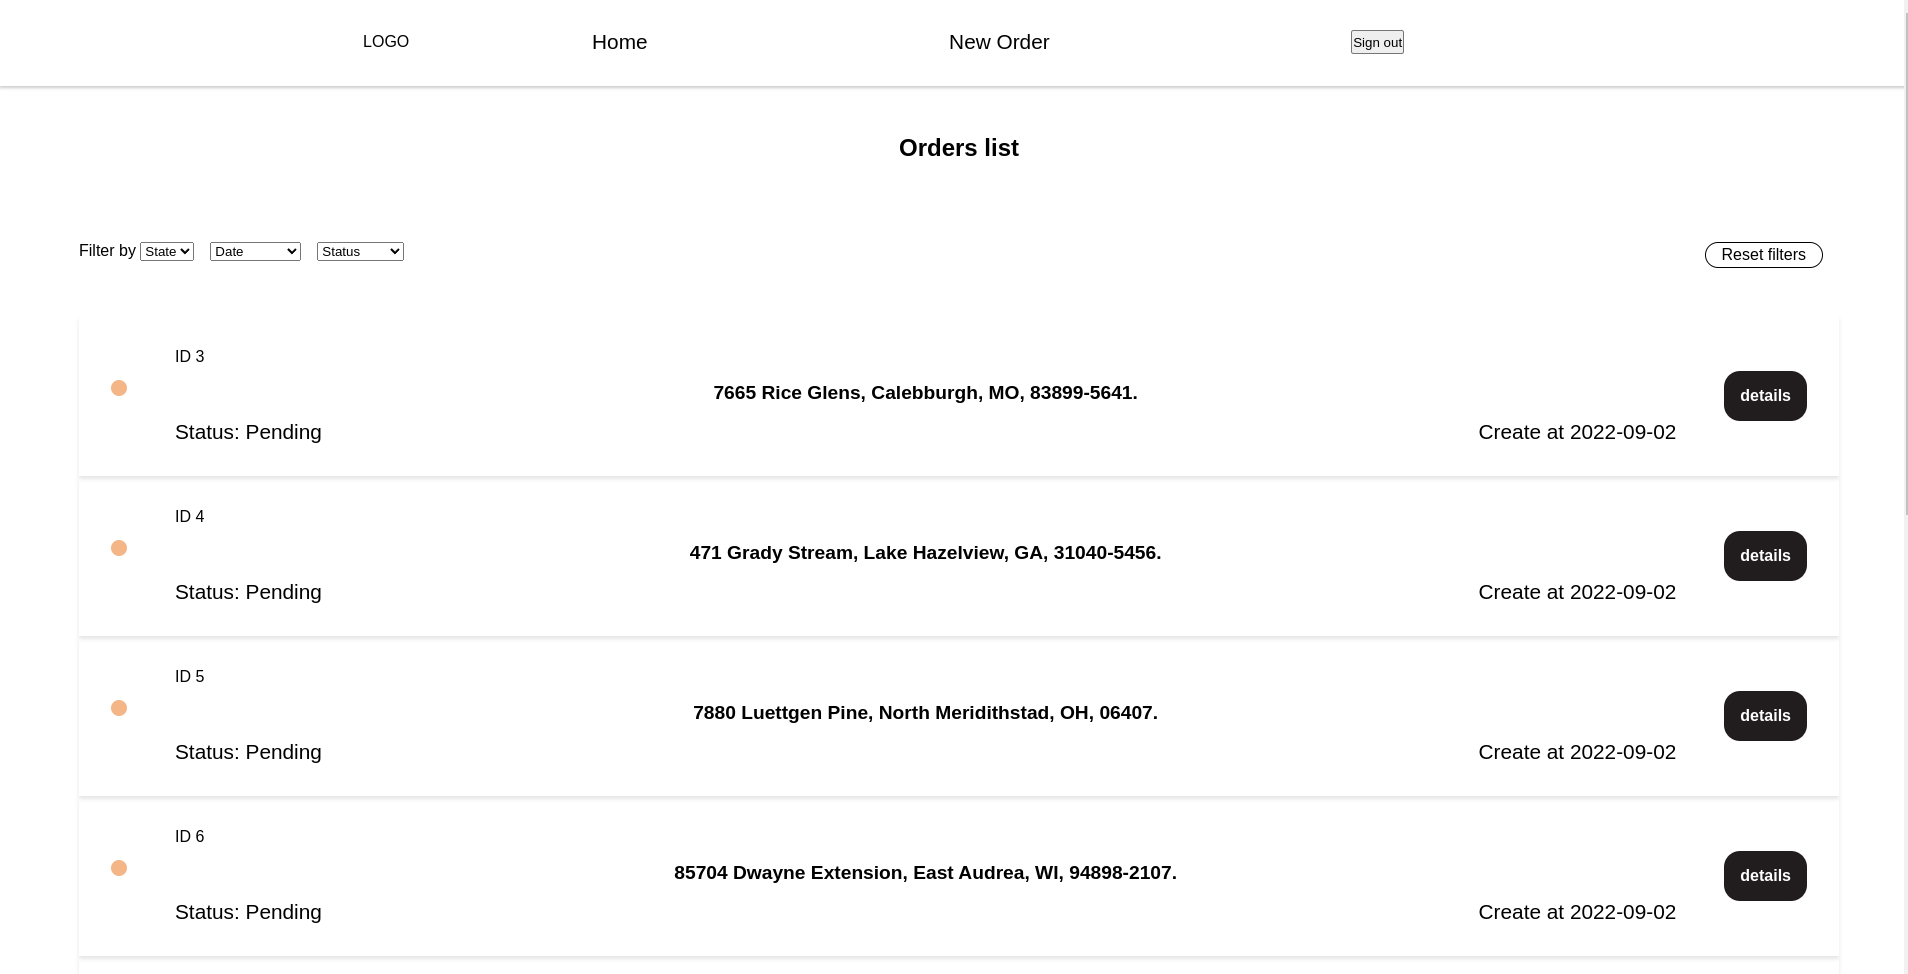 LOGO Home New Order Sign out
Orders list
Filter by State Date Status Reset filters
ID 3
7665 Rice Glens, Calebburgh, MO, 83899-5641.
details
Status: Pending Create at 2022-09-02
ID 4
471 Grady Stream, Lake Hazelview, GA, 31040-5456.
details
Status: Pending Create at 2022-09-02
ID 5
7880 Luettgen Pine, North Meridithstad, OH, 06407.
details
Status: Pending Create at 2022-09-02
ID 6
85704 Dwayne Extension, East Audrea, WI, 94898-2107.
details
Status: Pending Create at 2022-09-02